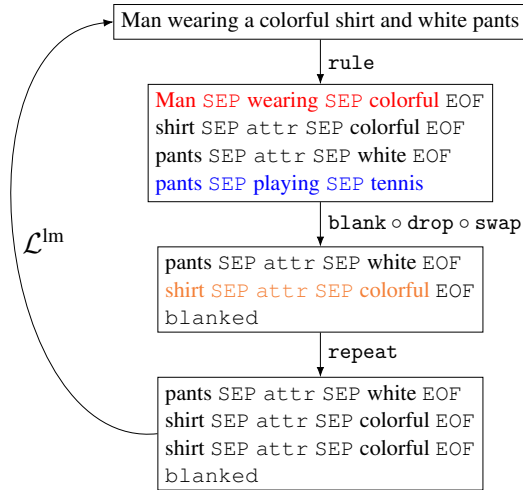 Man wearing a colorful shirt and white pants
rule
Man SEP wearing SEP colorful EOF
shirt SEP attr SEP colorful EOF
pants SEP attr SEP white EOF
pants SEP playing SEP tennis
blank ∘ drop ∘ swap
ℒˡᵐ
pants SEP attr SEP white EOF
shirt SEP attr SEP colorful EOF
blanked
repeat
pants SEP attr SEP white EOF
shirt SEP attr SEP colorful EOF
shirt SEP attr SEP colorful EOF
blanked